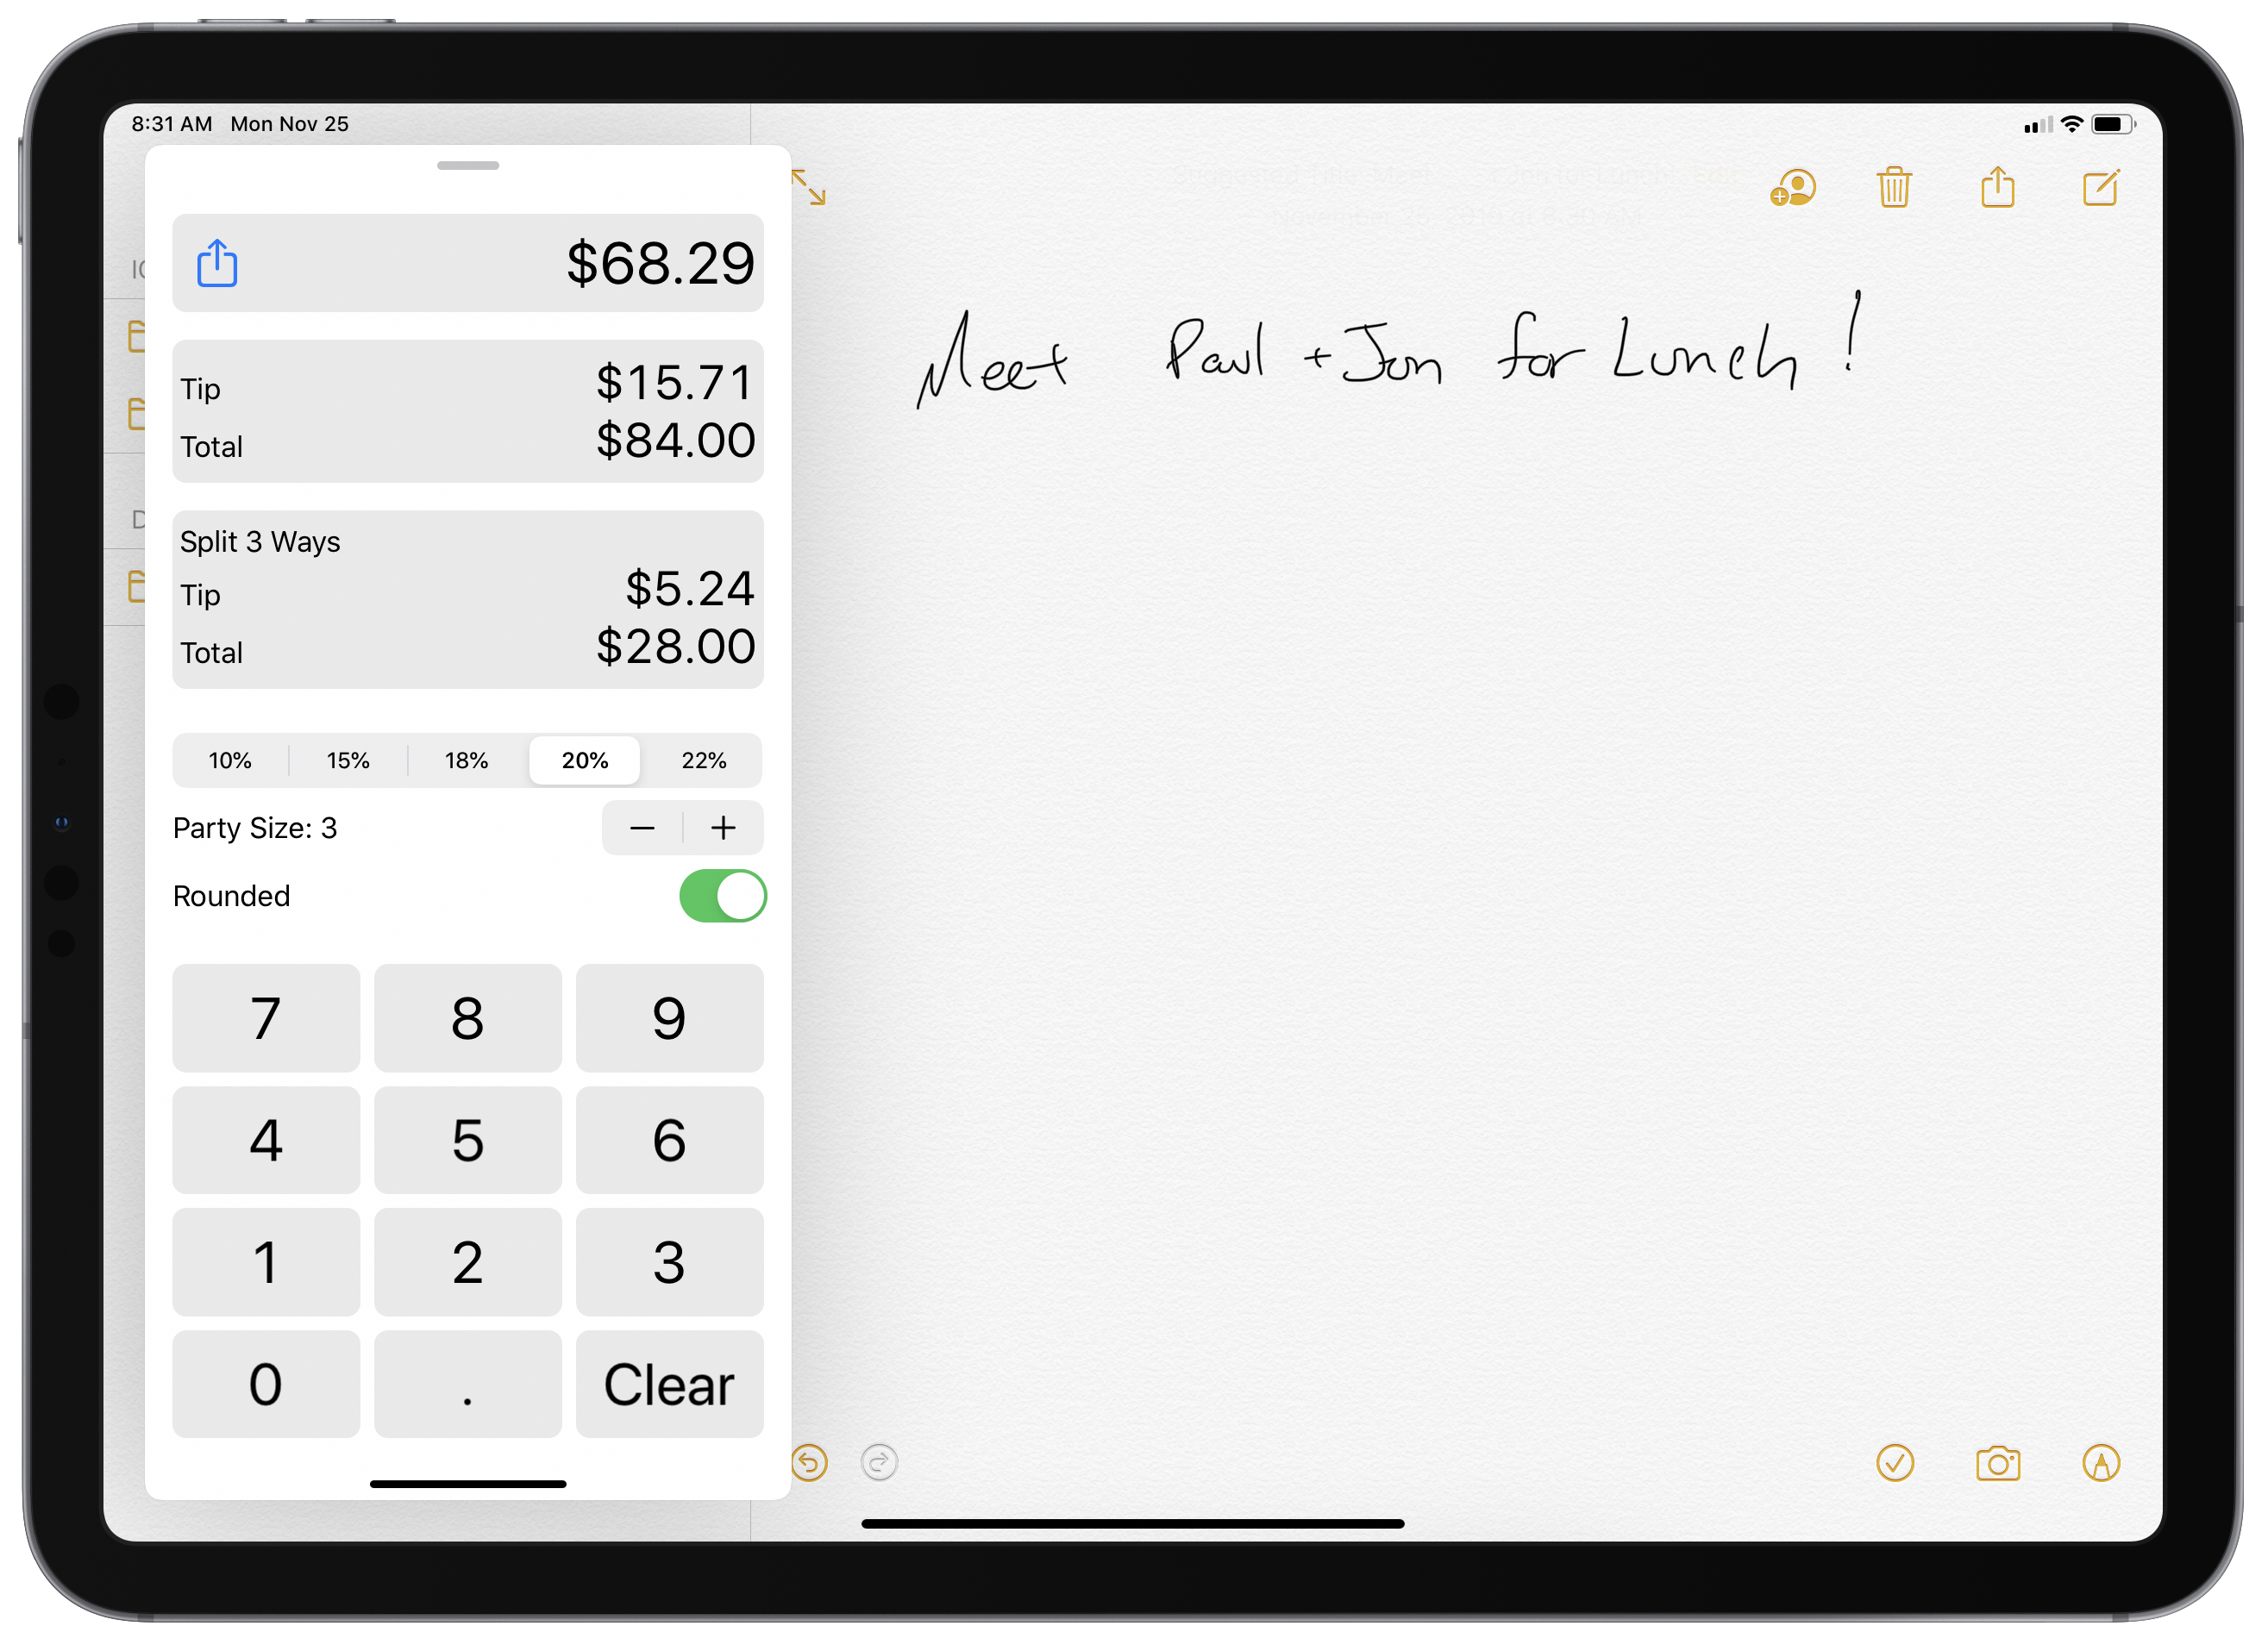 8:31 AM Mon Nov 25
$68.29
Tip $15.71
Total $84.00
Split 3 Ways
Tip $5.24
Total $28.00
10% 15% 18% 20% 22%
Party Size: 3
Rounded
7 8 9
4 5 6
1 2 3
0 . Clear
Meet Paul + Jon for Lunch!